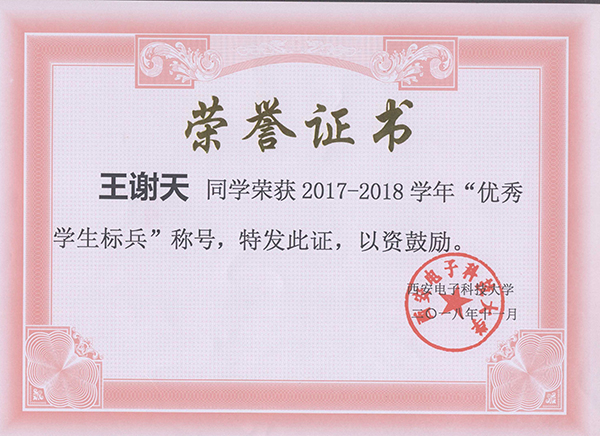 荣誉证书
王谢天 同学荣获 2017-2018 学年“优秀
学生标兵”称号，特发此证，以资鼓励。
西安电子科技大学
二〇一八年十一月
西安电子科技大学